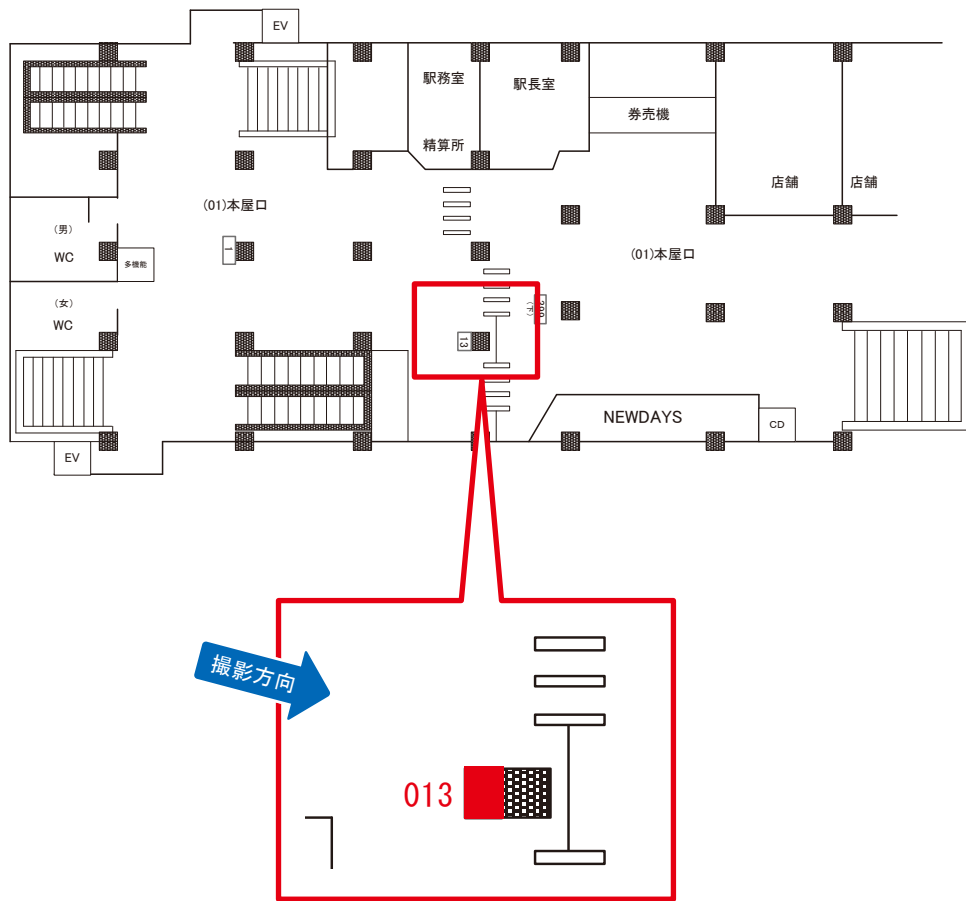 EV
駅務室
駅長室
精算所
券売機
店舗
店舗
(01)本屋口
(男)
WC
多機能
1
(01)本屋口
(女)
WC
(下)
13
NEWDAYS
CD
EV
撮影方向
013